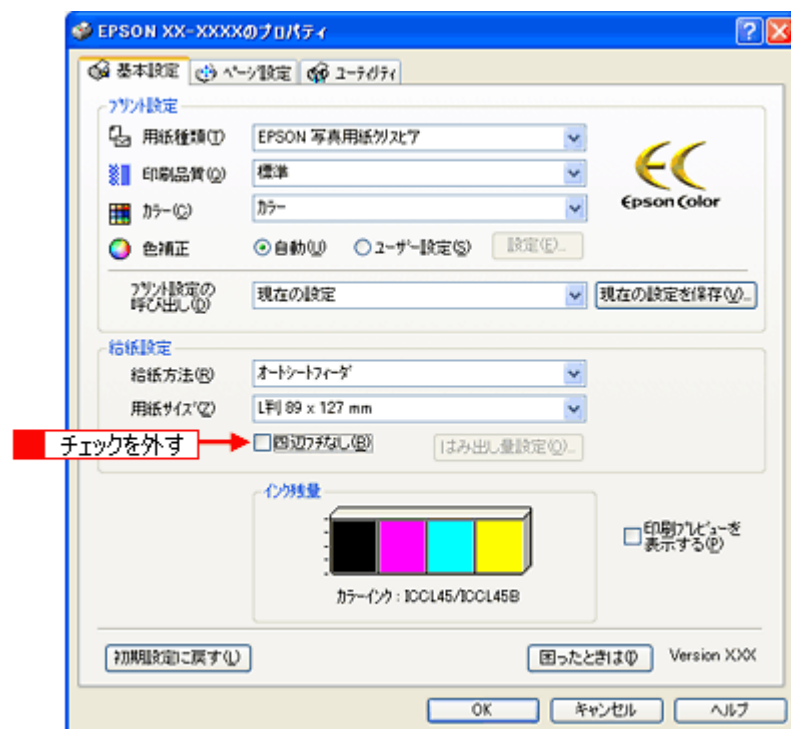 EPSON XX-XXXXのプロパティ
基本設定 ページ設定 ユーティリティ
プリント設定
用紙種類(T) EPSON 写真用紙クリスピア
印刷品質(Q) 標準
カラー(C) カラー
Epson Color
色補正 自動(U) ユーザー設定(S) 設定(E)...
プリント設定の
呼び出し(D) 現在の設定 現在の設定を保存(V)...
給紙設定
給紙方法(R) オートシートフィーダ
用紙サイズ(Z) L判 89 x 127 mm
チェックを外す 四辺フチなし(B) はみ出し量設定(O)...
インク残量
印刷プレビューを
表示する(P)
カラーインク : ICCL45/ICCL45B
初期設定に戻す(L) 困ったときは(I) Version XXX
OK キャンセル ヘルプ